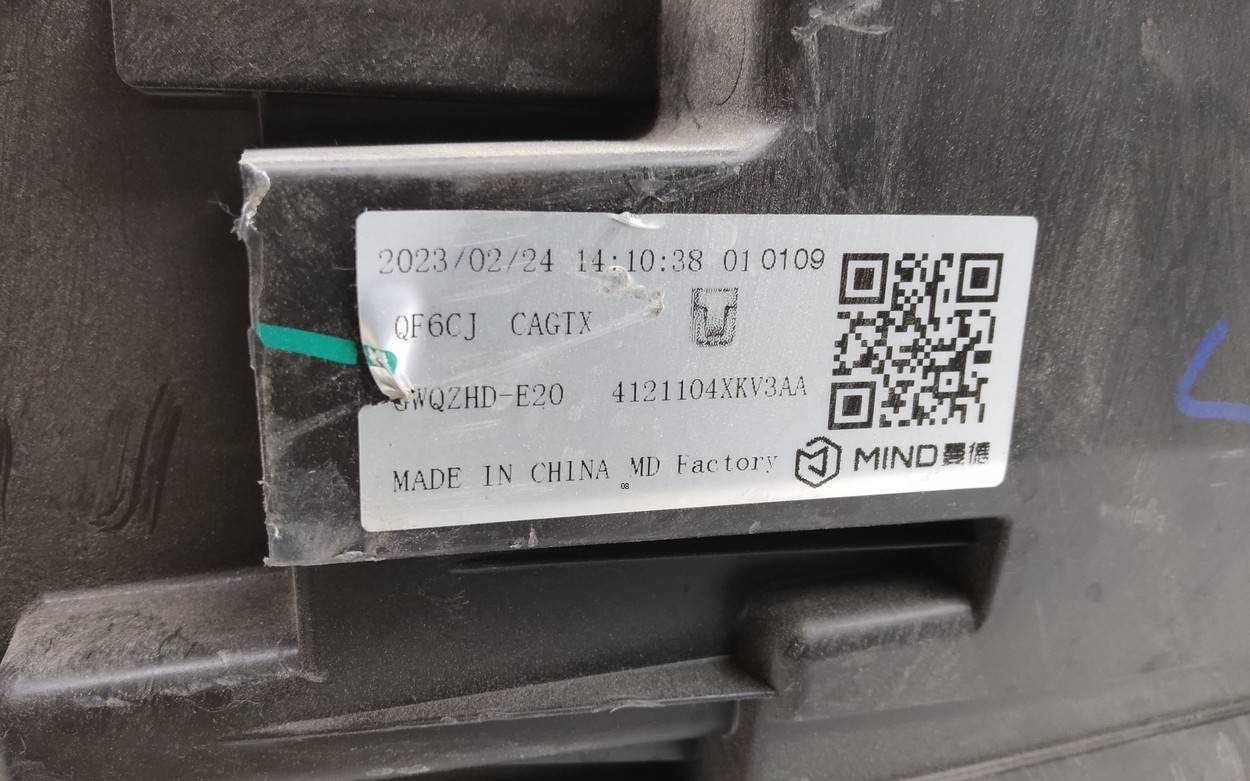 2023/02/24 14:10:38 01 0109
QF6CJ CAGTX
GWQZHD-E20 4121104XKV3AA
MADE IN CHINA MD Factory
08
MIND 曼德